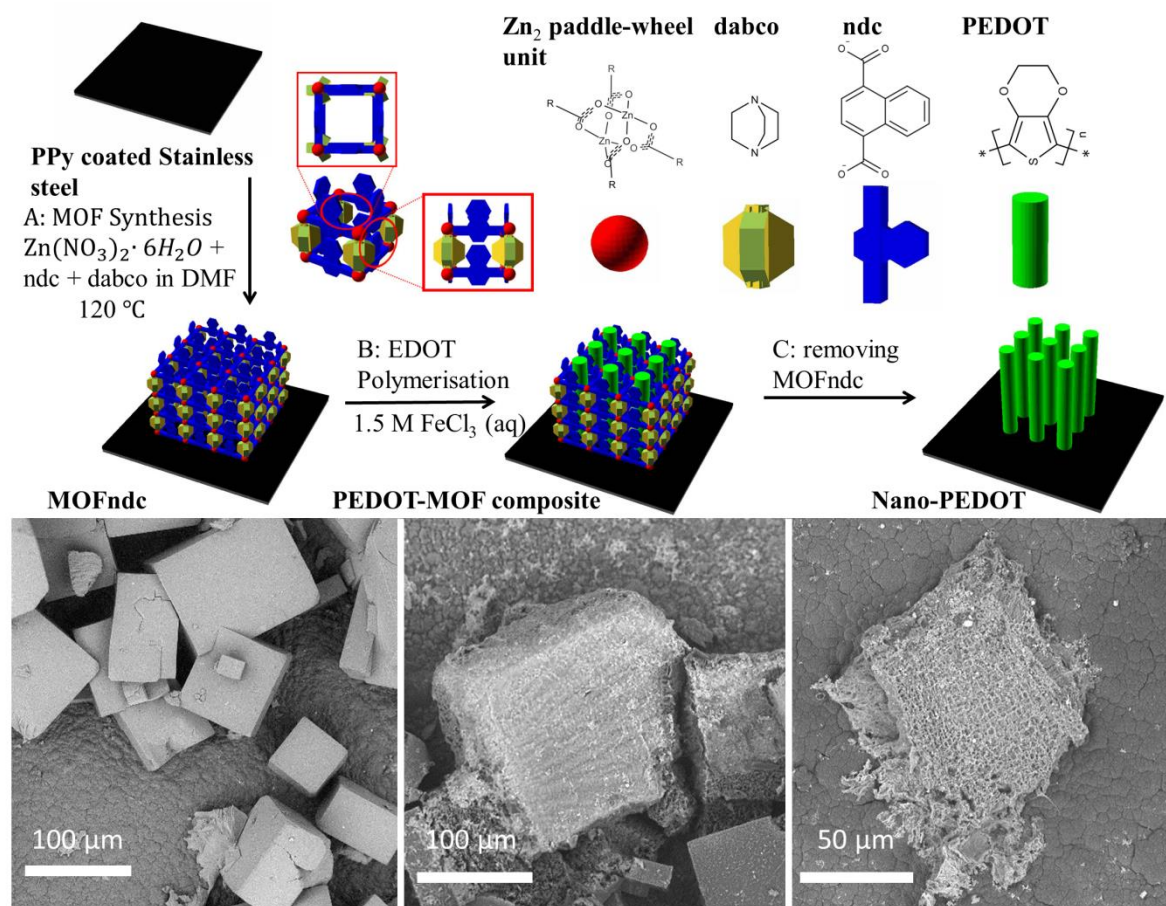 Zn₂ paddle-wheel
unit
dabco
ndc
PEDOT
R
O
O
O
Zn
O
O
Zn
O
O
O
R
O
R
R
N
N
O⁻
O
O⁻
O
O
O
S
*
*
n
PPy coated Stainless
steel
A: MOF Synthesis
Zn(NO₃)₂· 6H₂O +
ndc + dabco in DMF
120 °C
B: EDOT
Polymerisation
1.5 M FeCl₃ (aq)
C: removing
MOFndc
MOFndc
PEDOT-MOF composite
Nano-PEDOT
100 µm
100 µm
50 µm